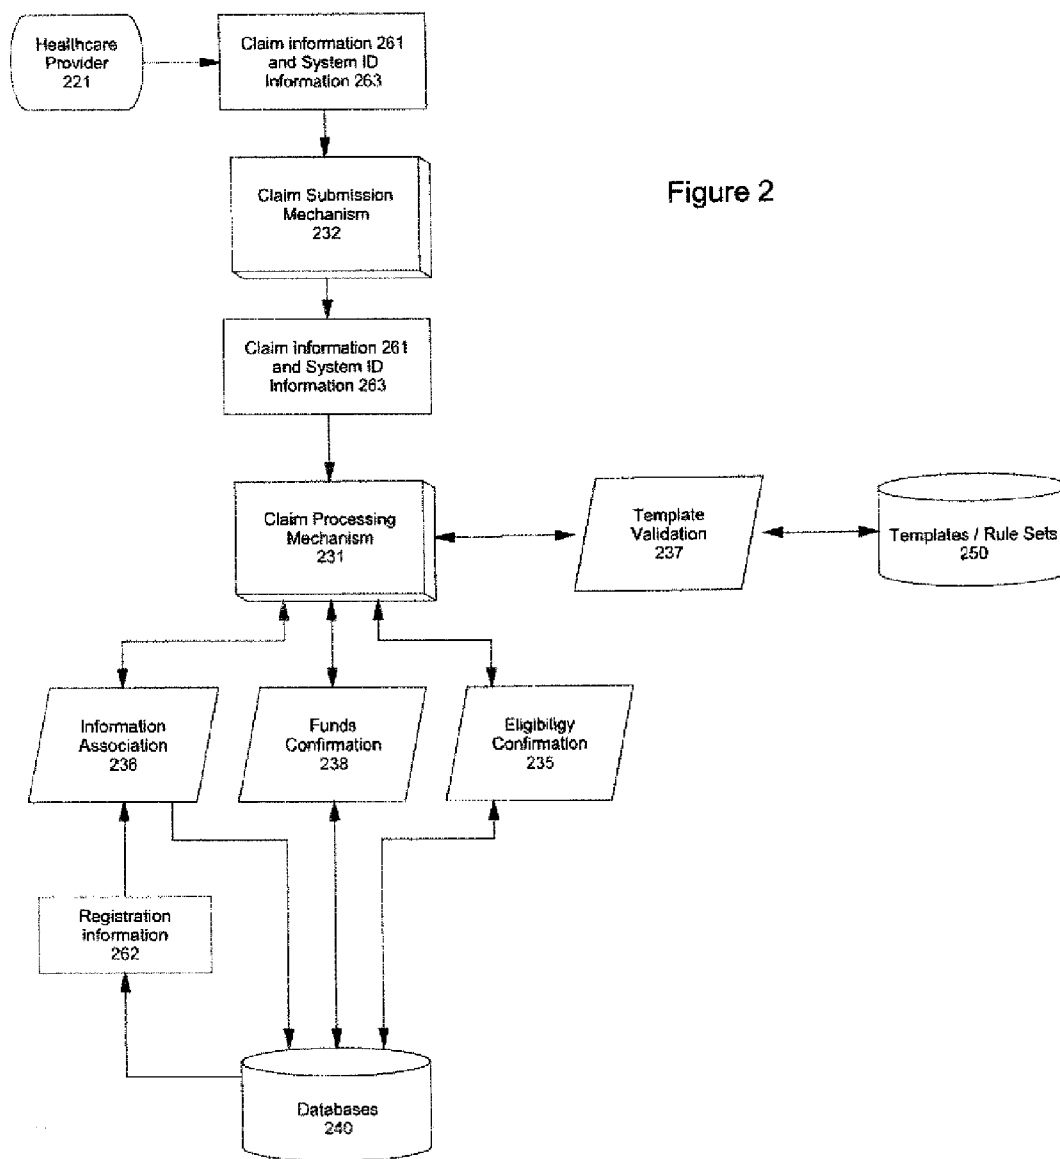 Healthcare
Provider
221
Claim information 261
and System ID
Information 263
Claim Submission
Mechanism
232
Figure 2
Claim information 261
and System ID
Information 263
Claim Processing
Mechanism
231
Template
Validation
237
Templates / Rule Sets
250
Information
Association
236
Funds
Confirmation
238
Eligibiligy
Confirmation
235
Registration
information
262
Databases
240